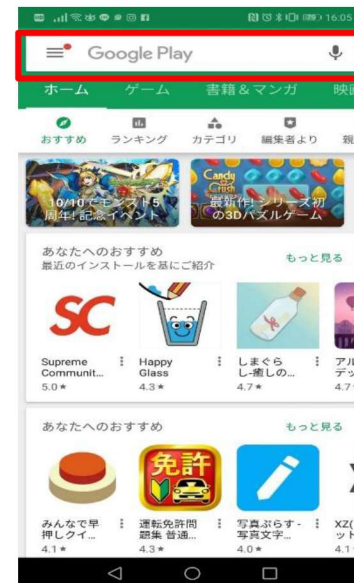 16:05
Google Play
ホーム ゲーム 書籍＆マンガ 映画
おすすめ ランキング カテゴリ 編集者より 親
10/10でモンスト5
周年！記念イベント
Candy
Crush
最新作！シリーズ初
の3Dパズルゲーム
あなたへのおすすめ もっと見る
最近のインストールを基にご紹介
SC
Supreme Happy しまぐら アル
Communit... Glass し-癒しの... デッ
5.0★ 4.3★ 4.7★ 4.7
あなたへのおすすめ もっと見る
免許
みんなで早 運転免許問 写真ぷらす - XZ(
押しクイ... 題集 普通... 写真文字... ット
4.1★ 4.3★ 4.0★ 4.1